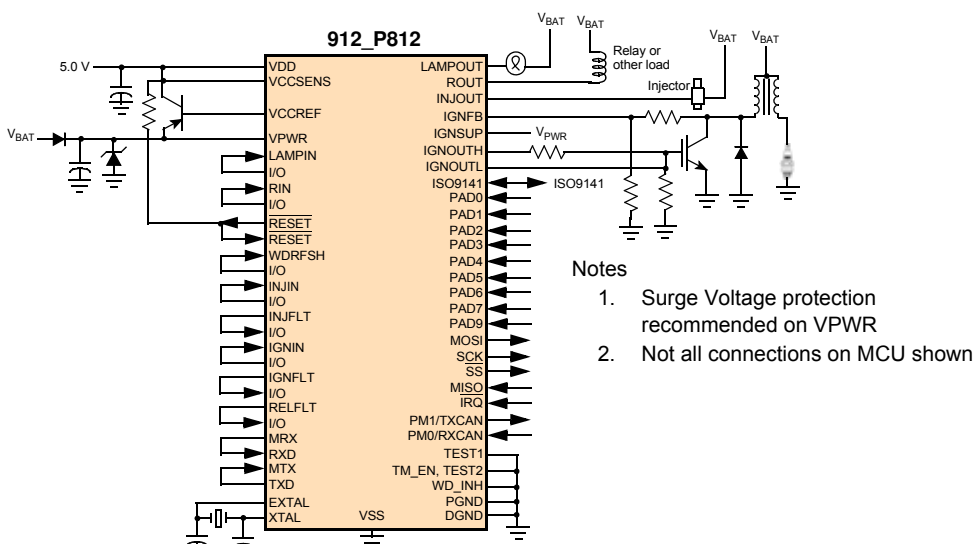 912_P812
5.0 V
VBAT
VDD
VCCSENS
VCCREF
VPWR
LAMPIN
I/O
RIN
I/O
RESET
RESET
WDRFSH
I/O
INJIN
I/O
INJFLT
I/O
IGNIN
I/O
IGNFLT
I/O
RELFLT
I/O
MRX
RXD
MTX
TXD
EXTAL
XTAL
VSS
LAMPOUT
ROUT
INJOUT
IGNFB
IGNSUP
IGNOUTH
IGNOUTL
ISO9141
PAD0
PAD1
PAD2
PAD3
PAD4
PAD5
PAD6
PAD7
PAD9
MOSI
SCK
SS
MISO
IRQ
PM1/TXCAN
PM0/RXCAN
TEST1
TM_EN, TEST2
WD_INH
PGND
DGND
VBAT
VBAT
Relay or
other load
VBAT
VBAT
Injector
VPWR
ISO9141
Notes
1. Surge Voltage protection
recommended on VPWR
2. Not all connections on MCU shown